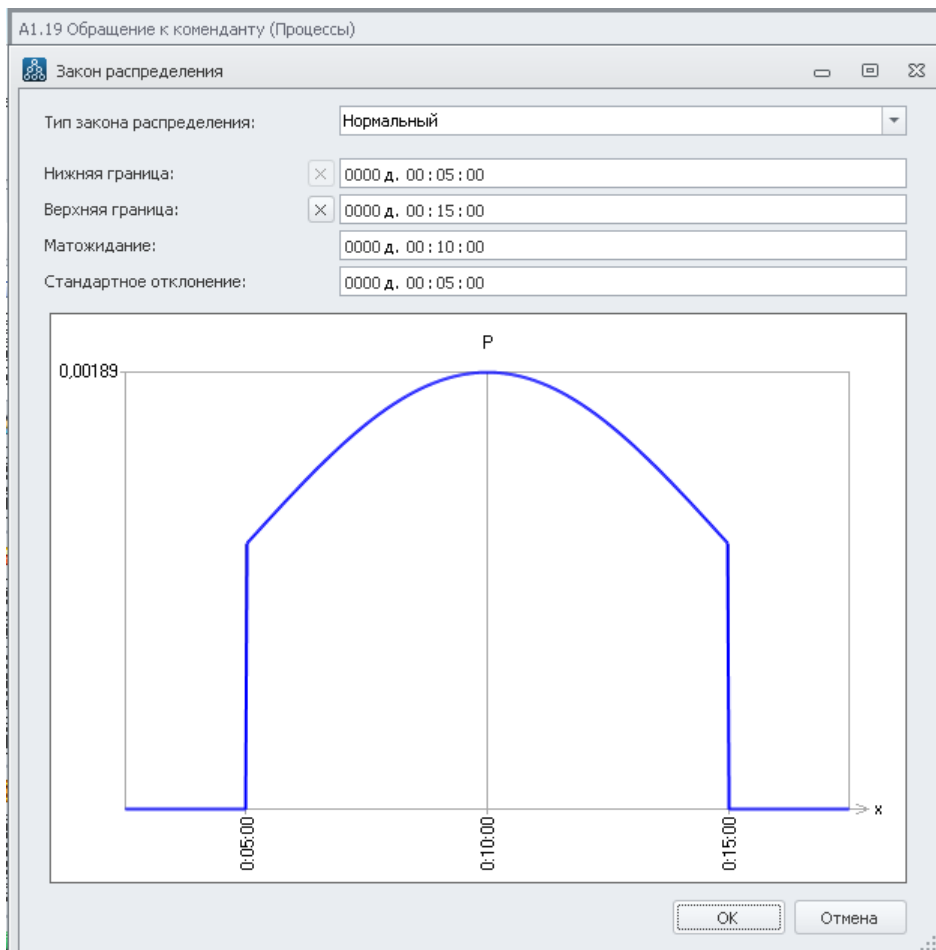 А1.19 Обращение к коменданту (Процессы)
Закон распределения
Тип закона распределения: Нормальный
Нижняя граница: 0000 д. 00 : 05 : 00
Верхняя граница: 0000 д. 00 : 15 : 00
Матожидание: 0000 д. 00 : 10 : 00
Стандартное отклонение: 0000 д. 00 : 05 : 00
P
0,00189
x
0:05:00 0:10:00 0:15:00
OK Отмена